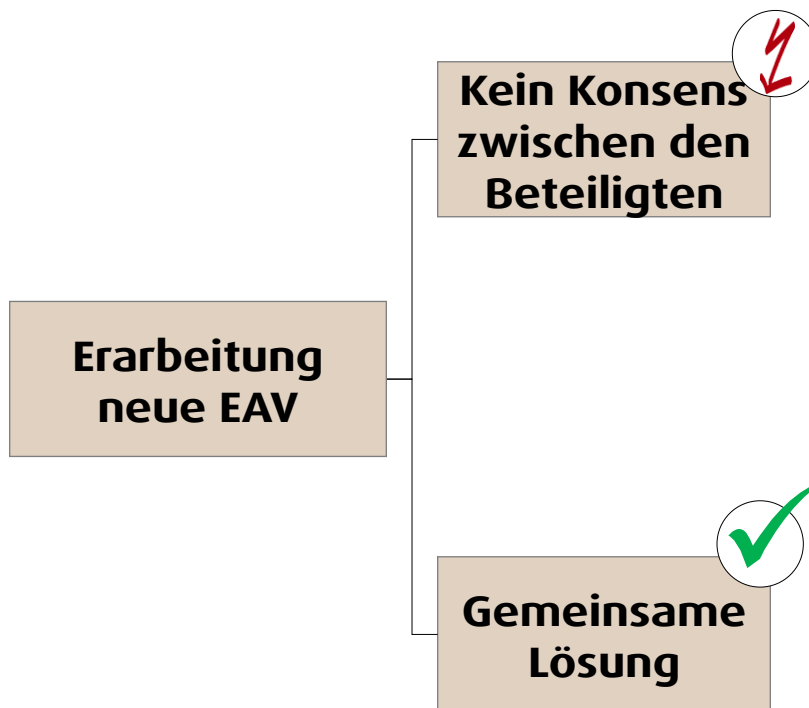 Kein Konsens
zwischen den
Beteiligten
Erarbeitung
neue EAV
Gemeinsame
Lösung